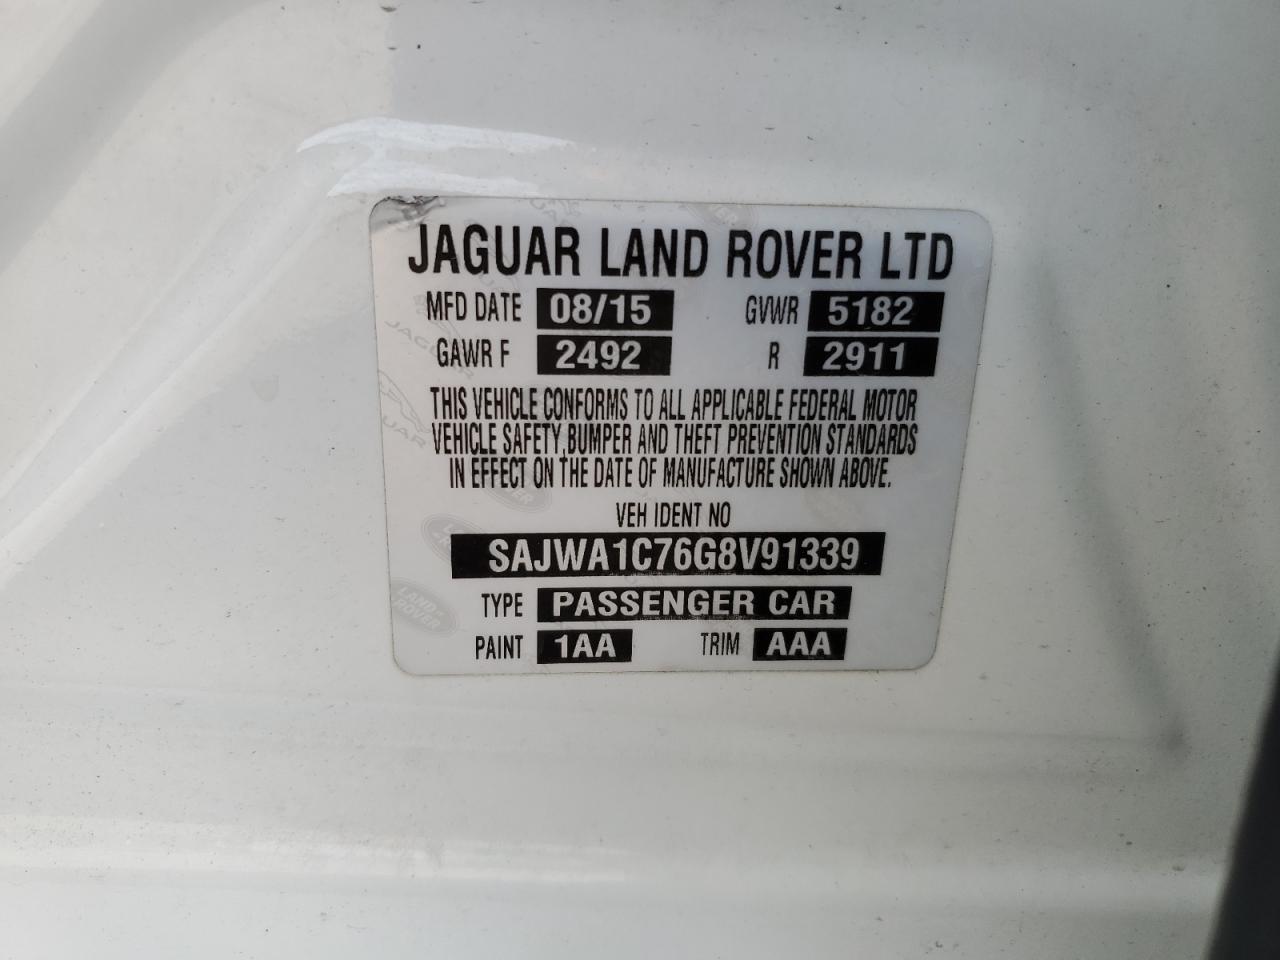 JAGUAR LAND ROVER LTD
MFD DATE 08/15 GVWR 5182
GAWR F 2492 R 2911
THIS VEHICLE CONFORMS TO ALL APPLICABLE FEDERAL MOTOR
VEHICLE SAFETY, BUMPER AND THEFT PREVENTION STANDARDS
IN EFFECT ON THE DATE OF MANUFACTURE SHOWN ABOVE.
VEH IDENT NO
SAJWA1C76G8V91339
TYPE PASSENGER CAR
PAINT 1AA TRIM AAA